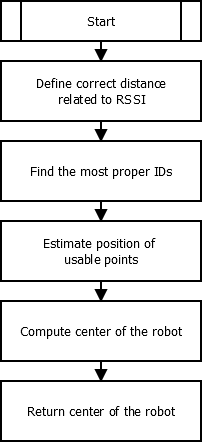 Start
Define correct distance
related to RSSI
Find the most proper IDs
Estimate position of
usable points
Compute center of the robot
Return center of the robot